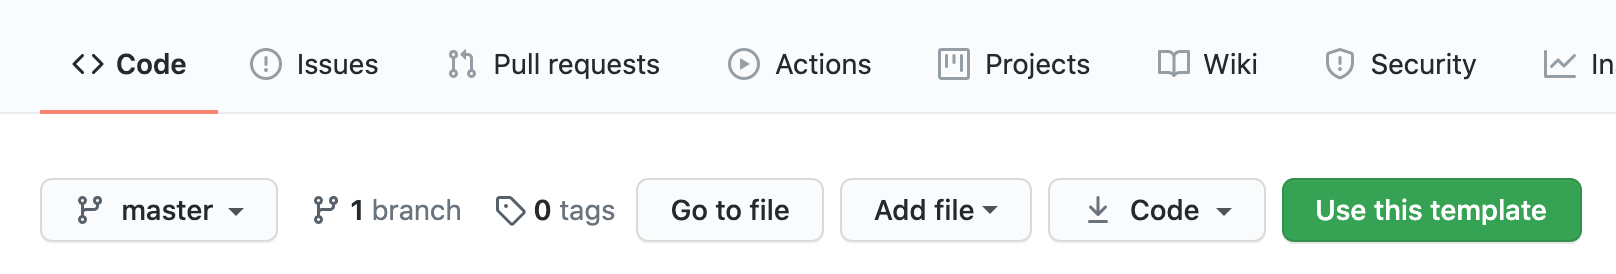 Code Issues Pull requests Actions Projects Wiki Security
master 1 branch 0 tags Go to file Add file Code Use this template